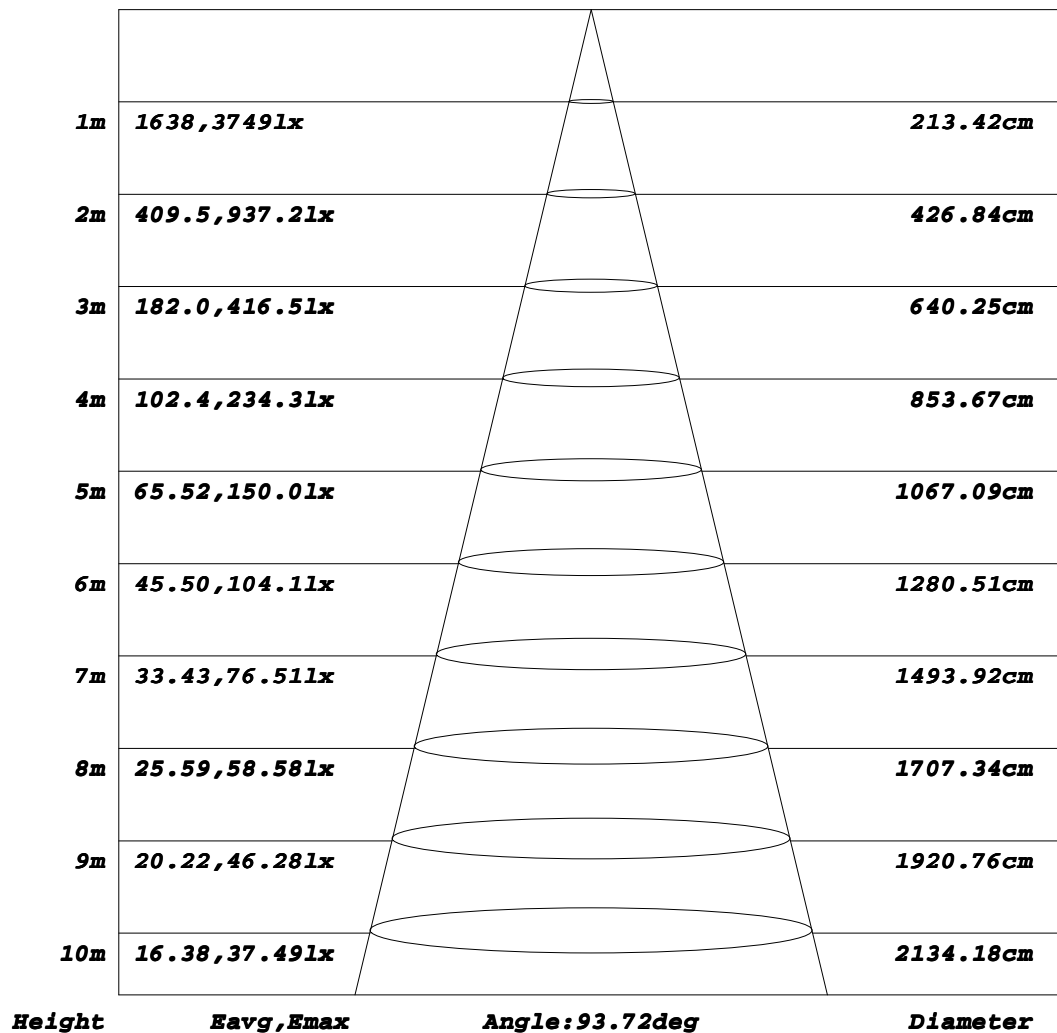 1m 1638,3749lx 213.42cm
2m 409.5,937.2lx 426.84cm
3m 182.0,416.5lx 640.25cm
4m 102.4,234.3lx 853.67cm
5m 65.52,150.0lx 1067.09cm
6m 45.50,104.1lx 1280.51cm
7m 33.43,76.51lx 1493.92cm
8m 25.59,58.58lx 1707.34cm
9m 20.22,46.28lx 1920.76cm
10m 16.38,37.49lx 2134.18cm
Height Eavg,Emax Angle:93.72deg Diameter